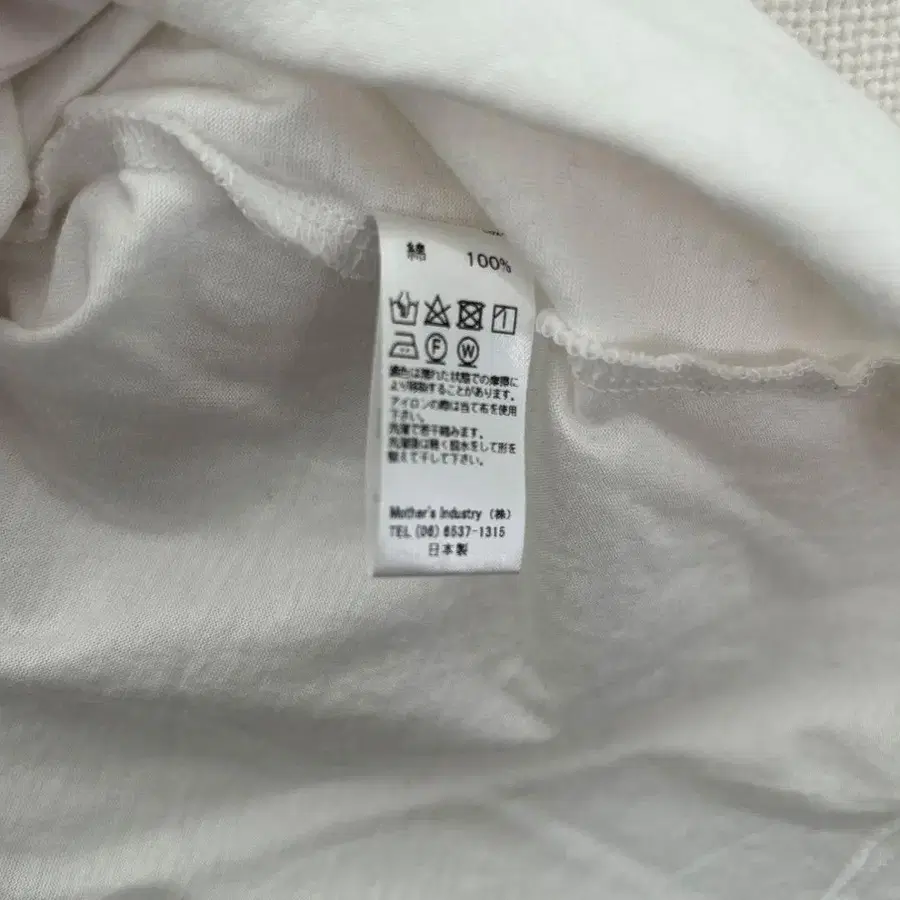 綿 100%
F W
濃色は濡れた状態での摩擦に
より移染することがあります。
アイロンの際は当て布を使用
下さい。
洗濯で若干縮みます。
洗濯後は軽く脱水をして形を
整えて干して下さい。
Mother's Industry (株)
TEL (06) 6537-1315
日本製